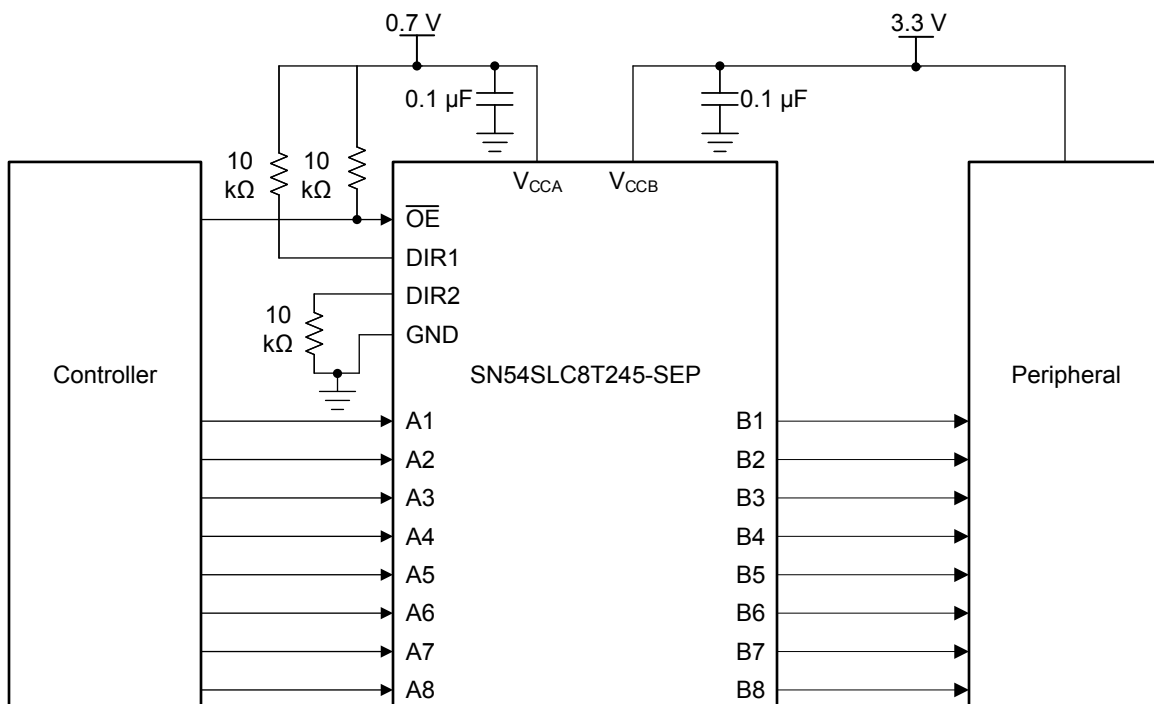 0.7 V
3.3 V
0.1 µF
0.1 µF
10
kΩ
10
kΩ
VCCA
VCCB
OE
DIR1
DIR2
10
kΩ
GND
Controller
SN54SLC8T245-SEP
Peripheral
A1
B1
A2
B2
A3
B3
A4
B4
A5
B5
A6
B6
A7
B7
A8
B8